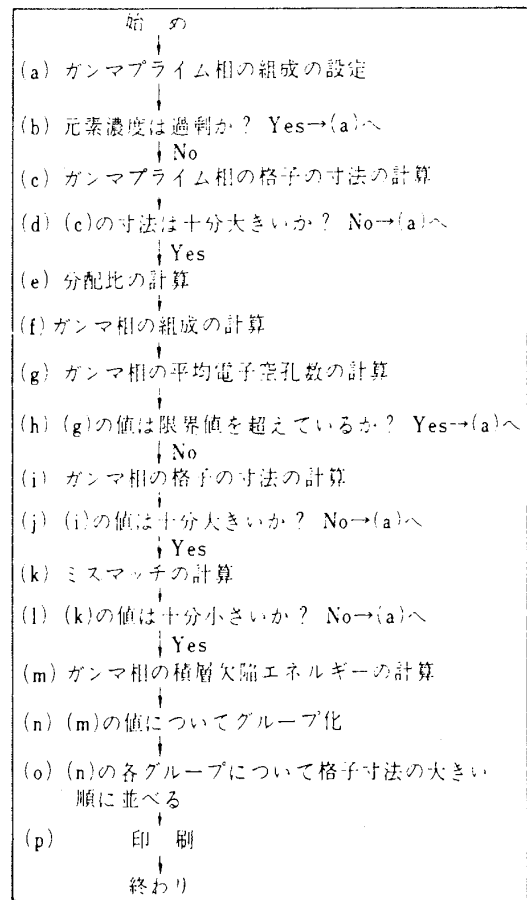 始め
(a) ガンマプライム相の組成の設定
(b) 元素濃度は過剰か? Yes→(a)へ
No
(c) ガンマプライム相の格子の寸法の計算
(d) (c)の寸法は十分大きいか? No→(a)へ
Yes
(e) 分配比の計算
(f) ガンマ相の組成の計算
(g) ガンマ相の平均電子空孔数の計算
(h) (g)の値は限界値を超えているか? Yes→(a)へ
No
(i) ガンマ相の格子の寸法の計算
(j) (i)の値は十分大きいか? No→(a)へ
Yes
(k) ミスマッチの計算
(l) (k)の値は十分小さいか? No→(a)へ
Yes
(m) ガンマ相の積層欠陥エネルギーの計算
(n) (m)の値についてグループ化
(o) (n)の各グループについて格子寸法の大きい
順に並べる
(p) 印刷
終わり